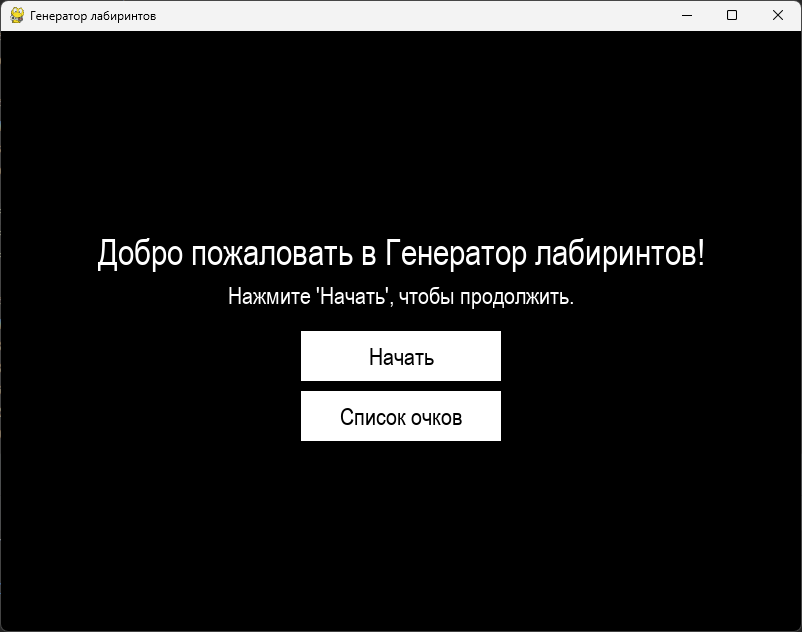 Генератор лабиринтов
Добро пожаловать в Генератор лабиринтов!
Нажмите 'Начать', чтобы продолжить.
Начать
Список очков